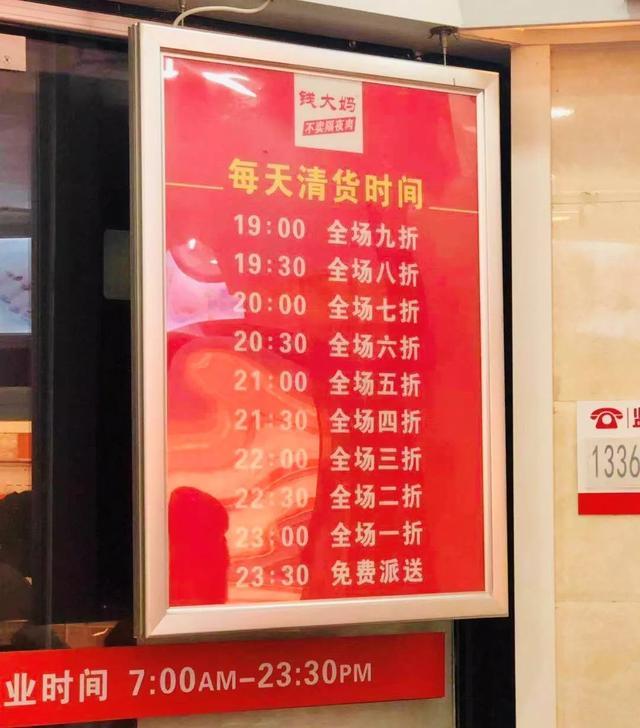 钱大妈
不卖隔夜肉
每天清货时间
19:00 全场九折
19:30 全场八折
20:00 全场七折
20:30 全场六折
21:00 全场五折
21:30 全场四折
22:00 全场三折
22:30 全场二折
23:00 全场一折
23:30 免费派送
业时间 7:00AM-23:30PM
监
1336